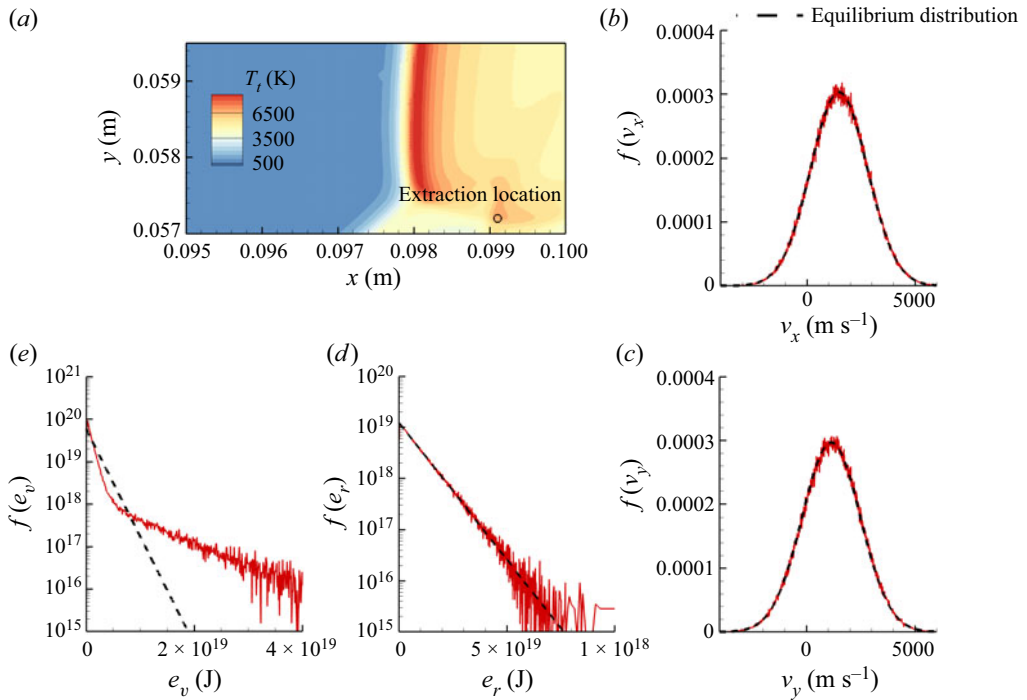 (a)
T_t (K)
6500
3500
500
Extraction location
0.059
0.058
0.057
y (m)
0.095 0.096 0.097 0.098 0.099 0.100
x (m)
(b)
Equilibrium distribution
0.0004
0.0003
0.0002
0.0001
0
f (v_x)
0 5000
v_x (m s^–1)
(e)
10^21
10^20
10^19
10^18
10^17
10^16
10^15
f (e_v)
0 2 × 10^19 4 × 10^19
e_v (J)
(d)
10^20
10^19
10^18
10^17
10^16
10^15
f (e_r)
0 5 × 10^19 1 × 10^18
e_r (J)
(c)
0.0004
0.0003
0.0002
0.0001
0
f (v_y)
0 5000
v_y (m s^–1)